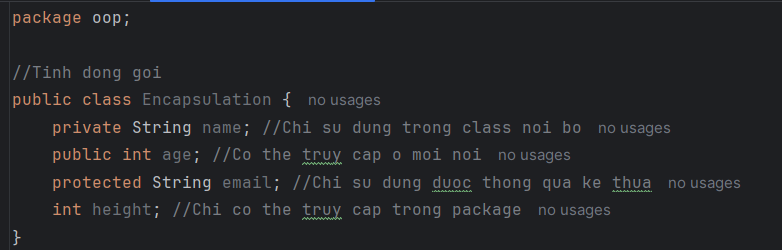 package oop;
//Tinh dong goi
public class Encapsulation { no usages
private String name; //Chi su dung trong class noi bo no usages
public int age; //Co the truy cap o moi noi no usages
protected String email; //Chi su dung duoc thong qua ke thua no usages
int height; //Chi co the truy cap trong package no usages
}